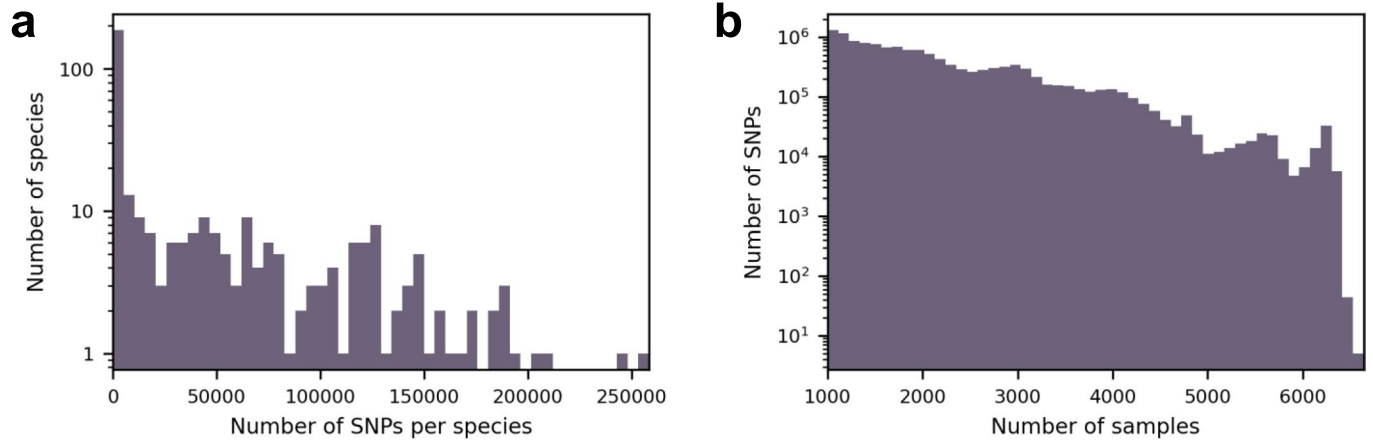 a
100
10
1
Number of species
0 50000 100000 150000 200000 250000
Number of SNPs per species
b
10⁶
10⁵
10⁴
10³
10²
10¹
Number of SNPs
1000 2000 3000 4000 5000 6000
Number of samples